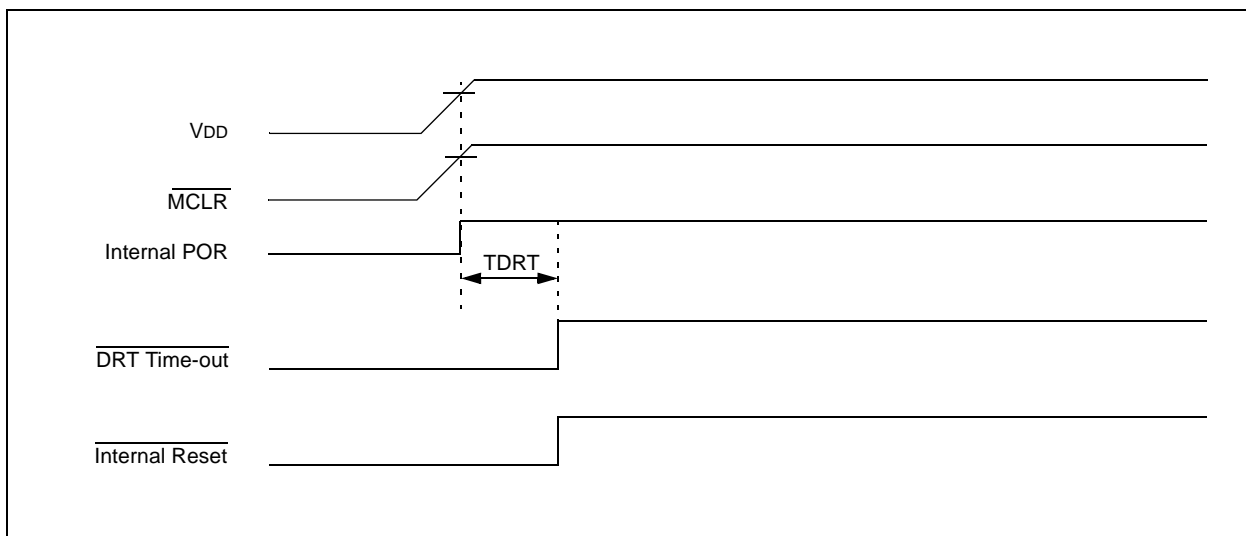 VDD
MCLR
Internal POR
TDRT
DRT Time-out
Internal Reset